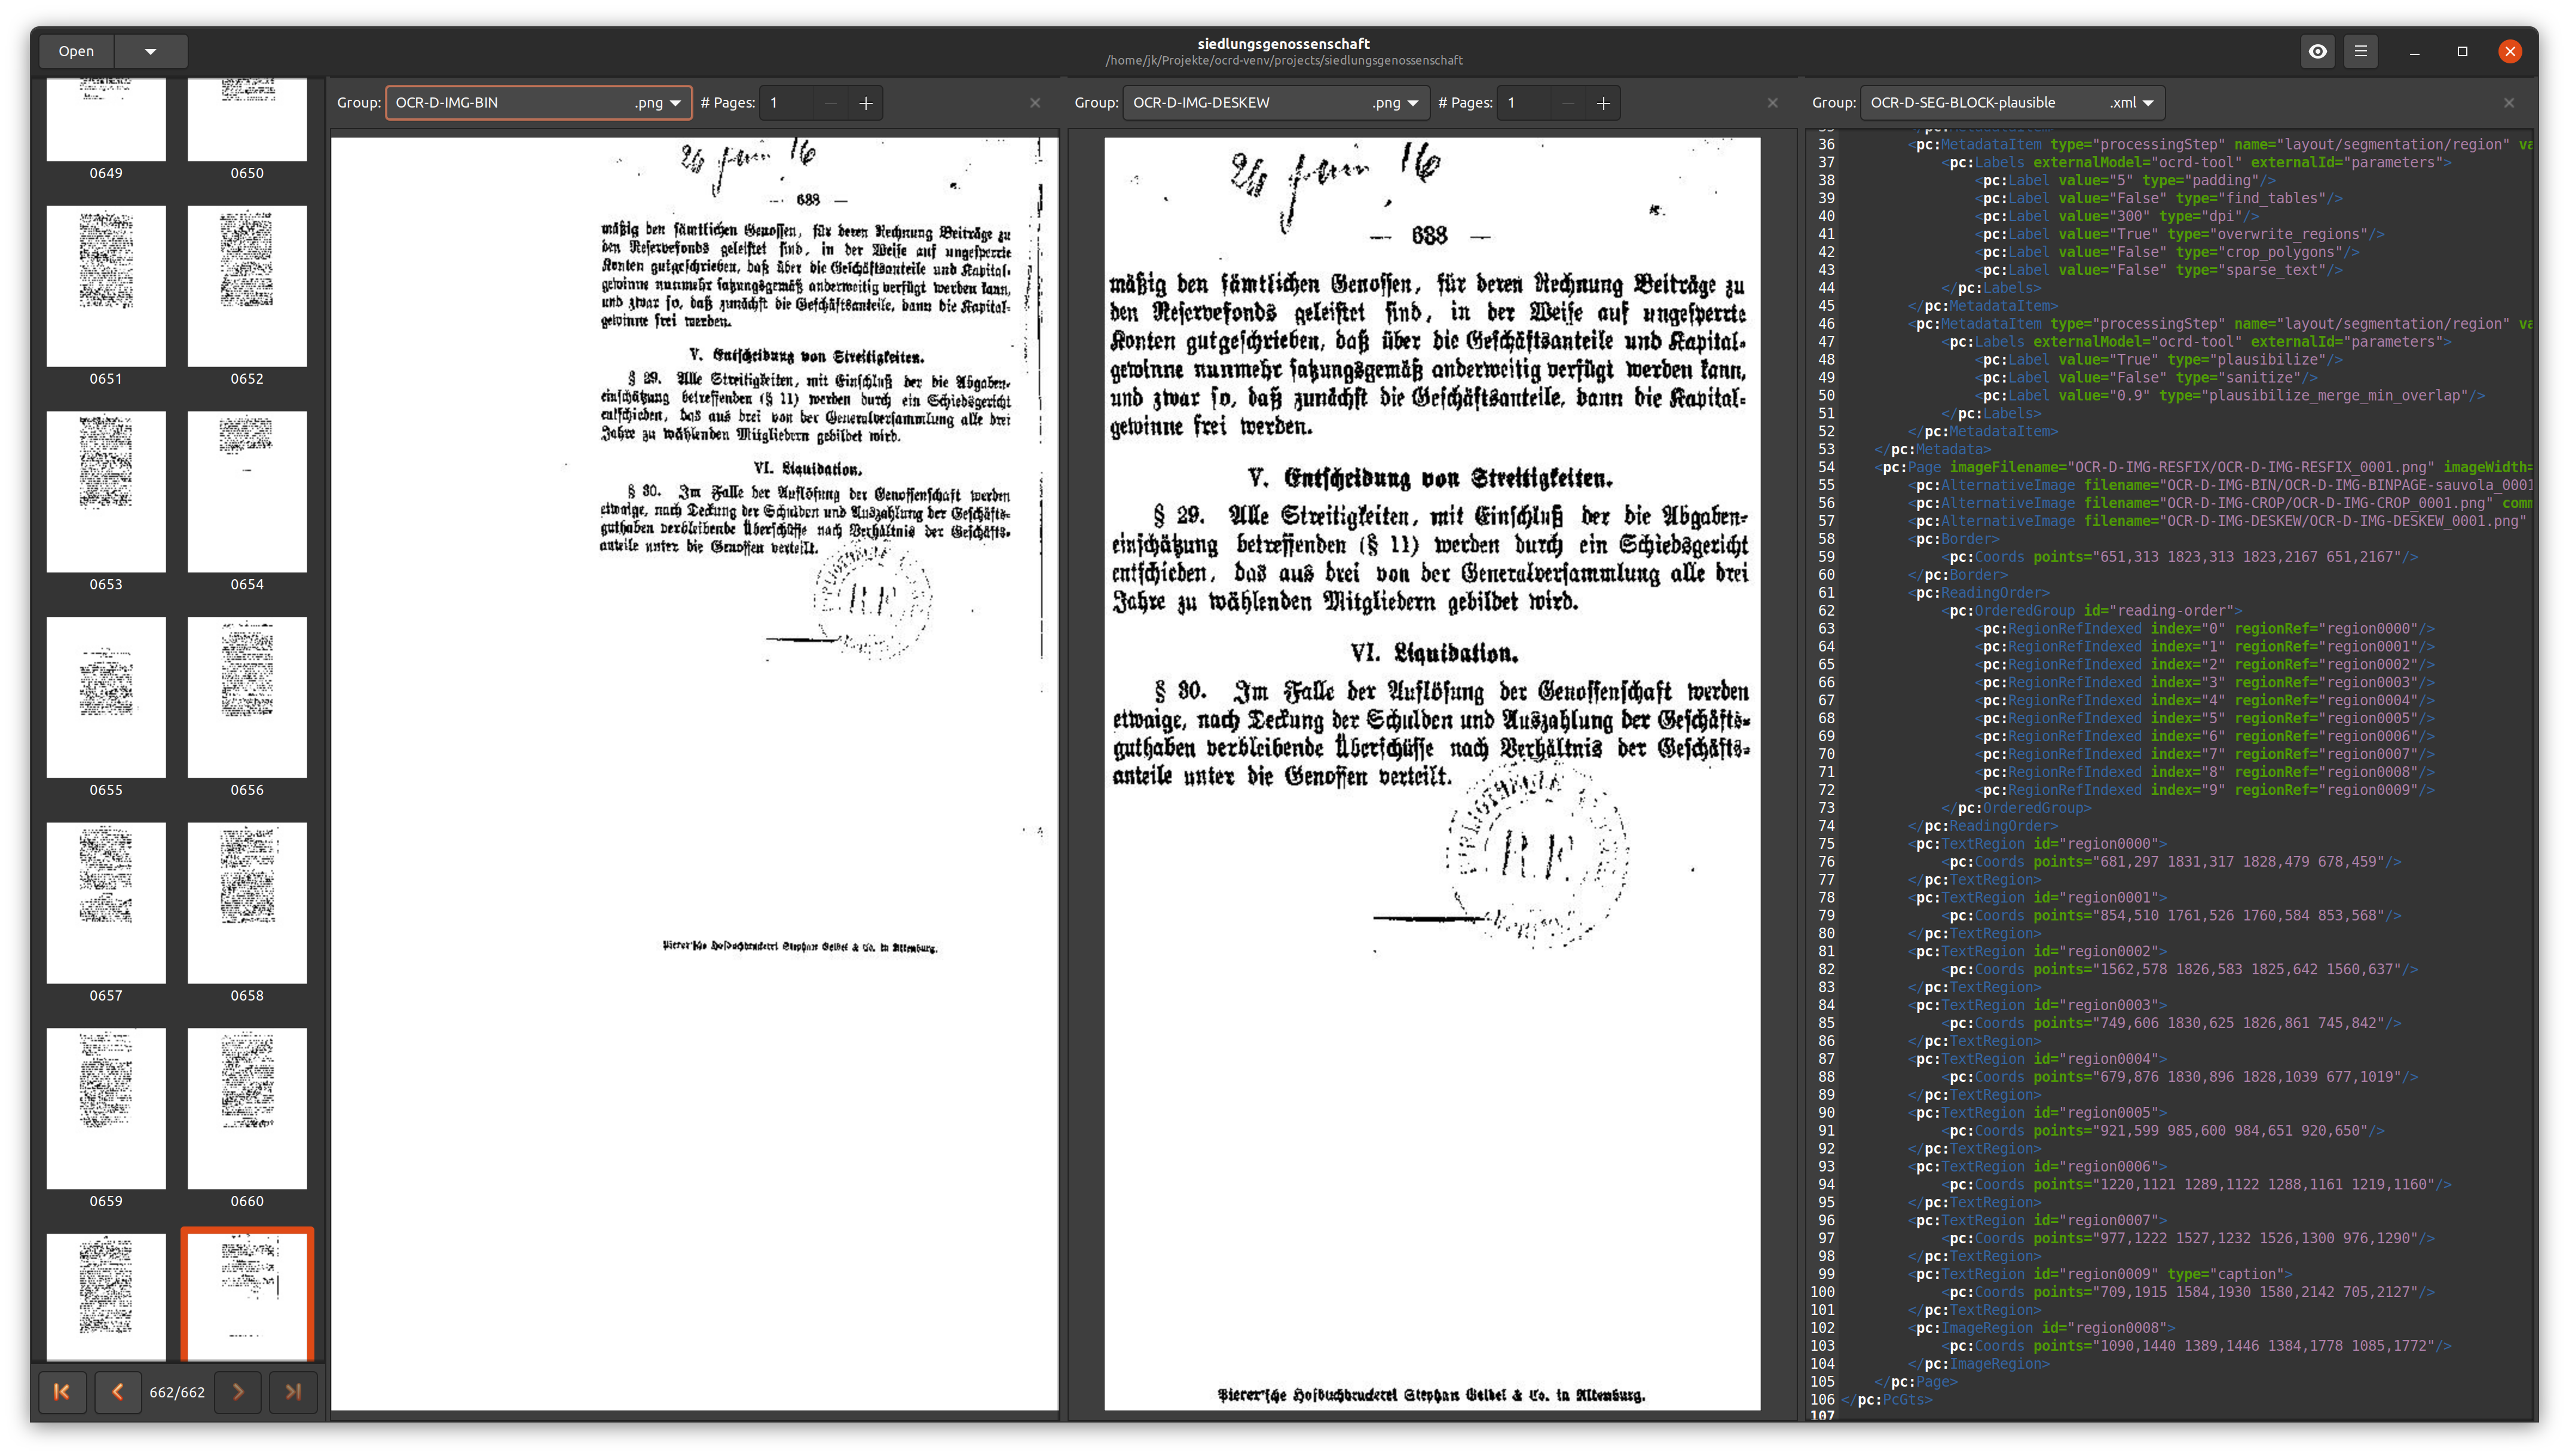 siedlungsgenossenschaft
/home/jk/Projekte/ocrd-venv/projects/siedlungsgenossenschaft
Open
0649
0650
0651
0652
0653
0654
0655
0656
0657
0658
0659
0660
662/662
Group: OCR-D-IMG-BIN .png # Pages: 1
688
mäßig den sämtlichen Genossen, für deren Rechnung Beiträge zu
den Reservefonds geleistet sind, in der Weise auf ungesperrte
Konten gutgeschrieben, daß über die Geschäftsanteile und Kapital-
gewinne nunmehr satzungsgemäß anderweitig verfügt werden kann,
und zwar so, daß zunächst die Geschäftsanteile, dann die Kapital-
gewinne frei werden.
V. Entscheidung von Streitigkeiten.
§ 29. Alle Streitigkeiten, mit Einschluß der die Abgaben-
einschätzung betreffenden (§ 11) werden durch ein Schiedsgericht
entschieden, das aus drei von der Generalversammlung alle drei
Jahre zu wählenden Mitgliedern gebildet wird.
VI. Liquidation.
§ 30. Im Falle der Auflösung der Genossenschaft werden
etwaige, nach Deckung der Schulden und Auszahlung der Geschäfts-
guthaben verbleibende Überschüsse nach Verhältnis der Geschäfts-
anteile unter die Genossen verteilt.
Pierer'sche Hofbuchdruckerei Stephan Geibel & Co. in Altenburg.
Group: OCR-D-IMG-DESKEW .png # Pages: 1
— 688 —
mäßig den sämtlichen Genossen, für deren Rechnung Beiträge zu
den Reservefonds geleistet sind, in der Weise auf ungesperrte
Konten gutgeschrieben, daß über die Geschäftsanteile und Kapital-
gewinne nunmehr satzungsgemäß anderweitig verfügt werden kann,
und zwar so, daß zunächst die Geschäftsanteile, dann die Kapital-
gewinne frei werden.
V. Entscheidung von Streitigkeiten.
§ 29. Alle Streitigkeiten, mit Einschluß der die Abgaben-
einschätzung betreffenden (§ 11) werden durch ein Schiedsgericht
entschieden, das aus drei von der Generalversammlung alle drei
Jahre zu wählenden Mitgliedern gebildet wird.
VI. Liquidation.
§ 30. Im Falle der Auflösung der Genossenschaft werden
etwaige, nach Deckung der Schulden und Auszahlung der Geschäfts-
guthaben verbleibende Überschüsse nach Verhältnis der Geschäfts-
anteile unter die Genossen verteilt.
Pierer'sche Hofbuchdruckerei Stephan Geibel & Co. in Altenburg.
Group: OCR-D-SEG-BLOCK-plausible .xml
36 <pc:MetadataItem type="processingStep" name="layout/segmentation/region" va
37 <pc:Labels externalModel="ocrd-tool" externalId="parameters">
38 <pc:Label value="5" type="padding"/>
39 <pc:Label value="False" type="find_tables"/>
40 <pc:Label value="300" type="dpi"/>
41 <pc:Label value="True" type="overwrite_regions"/>
42 <pc:Label value="False" type="crop_polygons"/>
43 <pc:Label value="False" type="sparse_text"/>
44 </pc:Labels>
45 </pc:MetadataItem>
46 <pc:MetadataItem type="processingStep" name="layout/segmentation/region" va
47 <pc:Labels externalModel="ocrd-tool" externalId="parameters">
48 <pc:Label value="True" type="plausibilize"/>
49 <pc:Label value="False" type="sanitize"/>
50 <pc:Label value="0.9" type="plausibilize_merge_min_overlap"/>
51 </pc:Labels>
52 </pc:MetadataItem>
53 </pc:Metadata>
54 <pc:Page imageFilename="OCR-D-IMG-RESFIX/OCR-D-IMG-RESFIX_0001.png" imageWidth=
55 <pc:AlternativeImage filename="OCR-D-IMG-BIN/OCR-D-IMG-BINPAGE-sauvola_0001
56 <pc:AlternativeImage filename="OCR-D-IMG-CROP/OCR-D-IMG-CROP_0001.png" comm
57 <pc:AlternativeImage filename="OCR-D-IMG-DESKEW/OCR-D-IMG-DESKEW_0001.png"
58 <pc:Border>
59 <pc:Coords points="651,313 1823,313 1823,2167 651,2167"/>
60 </pc:Border>
61 <pc:ReadingOrder>
62 <pc:OrderedGroup id="reading-order">
63 <pc:RegionRefIndexed index="0" regionRef="region0000"/>
64 <pc:RegionRefIndexed index="1" regionRef="region0001"/>
65 <pc:RegionRefIndexed index="2" regionRef="region0002"/>
66 <pc:RegionRefIndexed index="3" regionRef="region0003"/>
67 <pc:RegionRefIndexed index="4" regionRef="region0004"/>
68 <pc:RegionRefIndexed index="5" regionRef="region0005"/>
69 <pc:RegionRefIndexed index="6" regionRef="region0006"/>
70 <pc:RegionRefIndexed index="7" regionRef="region0007"/>
71 <pc:RegionRefIndexed index="8" regionRef="region0008"/>
72 <pc:RegionRefIndexed index="9" regionRef="region0009"/>
73 </pc:OrderedGroup>
74 </pc:ReadingOrder>
75 <pc:TextRegion id="region0000">
76 <pc:Coords points="681,297 1831,317 1828,479 678,459"/>
77 </pc:TextRegion>
78 <pc:TextRegion id="region0001">
79 <pc:Coords points="854,510 1761,526 1760,584 853,568"/>
80 </pc:TextRegion>
81 <pc:TextRegion id="region0002">
82 <pc:Coords points="1562,578 1826,583 1825,642 1560,637"/>
83 </pc:TextRegion>
84 <pc:TextRegion id="region0003">
85 <pc:Coords points="749,606 1830,625 1826,861 745,842"/>
86 </pc:TextRegion>
87 <pc:TextRegion id="region0004">
88 <pc:Coords points="679,876 1830,896 1828,1039 677,1019"/>
89 </pc:TextRegion>
90 <pc:TextRegion id="region0005">
91 <pc:Coords points="921,599 985,600 984,651 920,650"/>
92 </pc:TextRegion>
93 <pc:TextRegion id="region0006">
94 <pc:Coords points="1220,1121 1289,1122 1288,1161 1219,1160"/>
95 </pc:TextRegion>
96 <pc:TextRegion id="region0007">
97 <pc:Coords points="977,1222 1527,1232 1526,1300 976,1290"/>
98 </pc:TextRegion>
99 <pc:TextRegion id="region0009" type="caption">
100 <pc:Coords points="709,1915 1584,1930 1580,2142 705,2127"/>
101 </pc:TextRegion>
102 <pc:ImageRegion id="region0008">
103 <pc:Coords points="1090,1440 1389,1446 1384,1778 1085,1772"/>
104 </pc:ImageRegion>
105 </pc:Page>
106 </pc:PcGts>
107